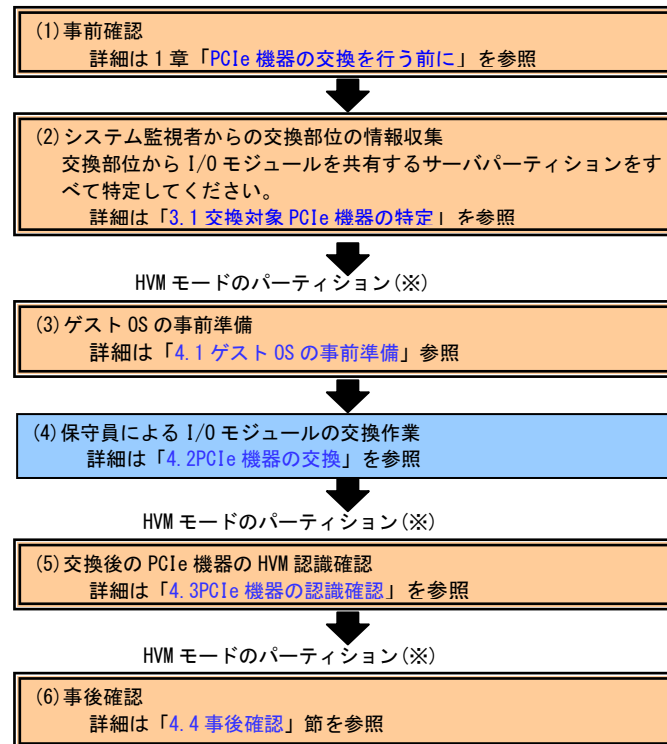 (1)事前確認
詳細は1章「PCIe 機器の交換を行う前に」を参照
(2)システム監視者からの交換部位の情報収集
交換部位から I/O モジュールを共有するサーバパーティションをす
べて特定してください。
詳細は「3.1 交換対象 PCIe 機器の特定」を参照
HVM モードのパーティション(※)
(3)ゲスト OS の事前準備
詳細は「4.1 ゲスト OS の事前準備」参照
(4)保守員による I/O モジュールの交換作業
詳細は「4.2PCIe 機器の交換」を参照
HVM モードのパーティション(※)
(5)交換後の PCIe 機器の HVM 認識確認
詳細は「4.3PCIe 機器の認識確認」を参照
HVM モードのパーティション(※)
(6)事後確認
詳細は「4.4 事後確認」節を参照